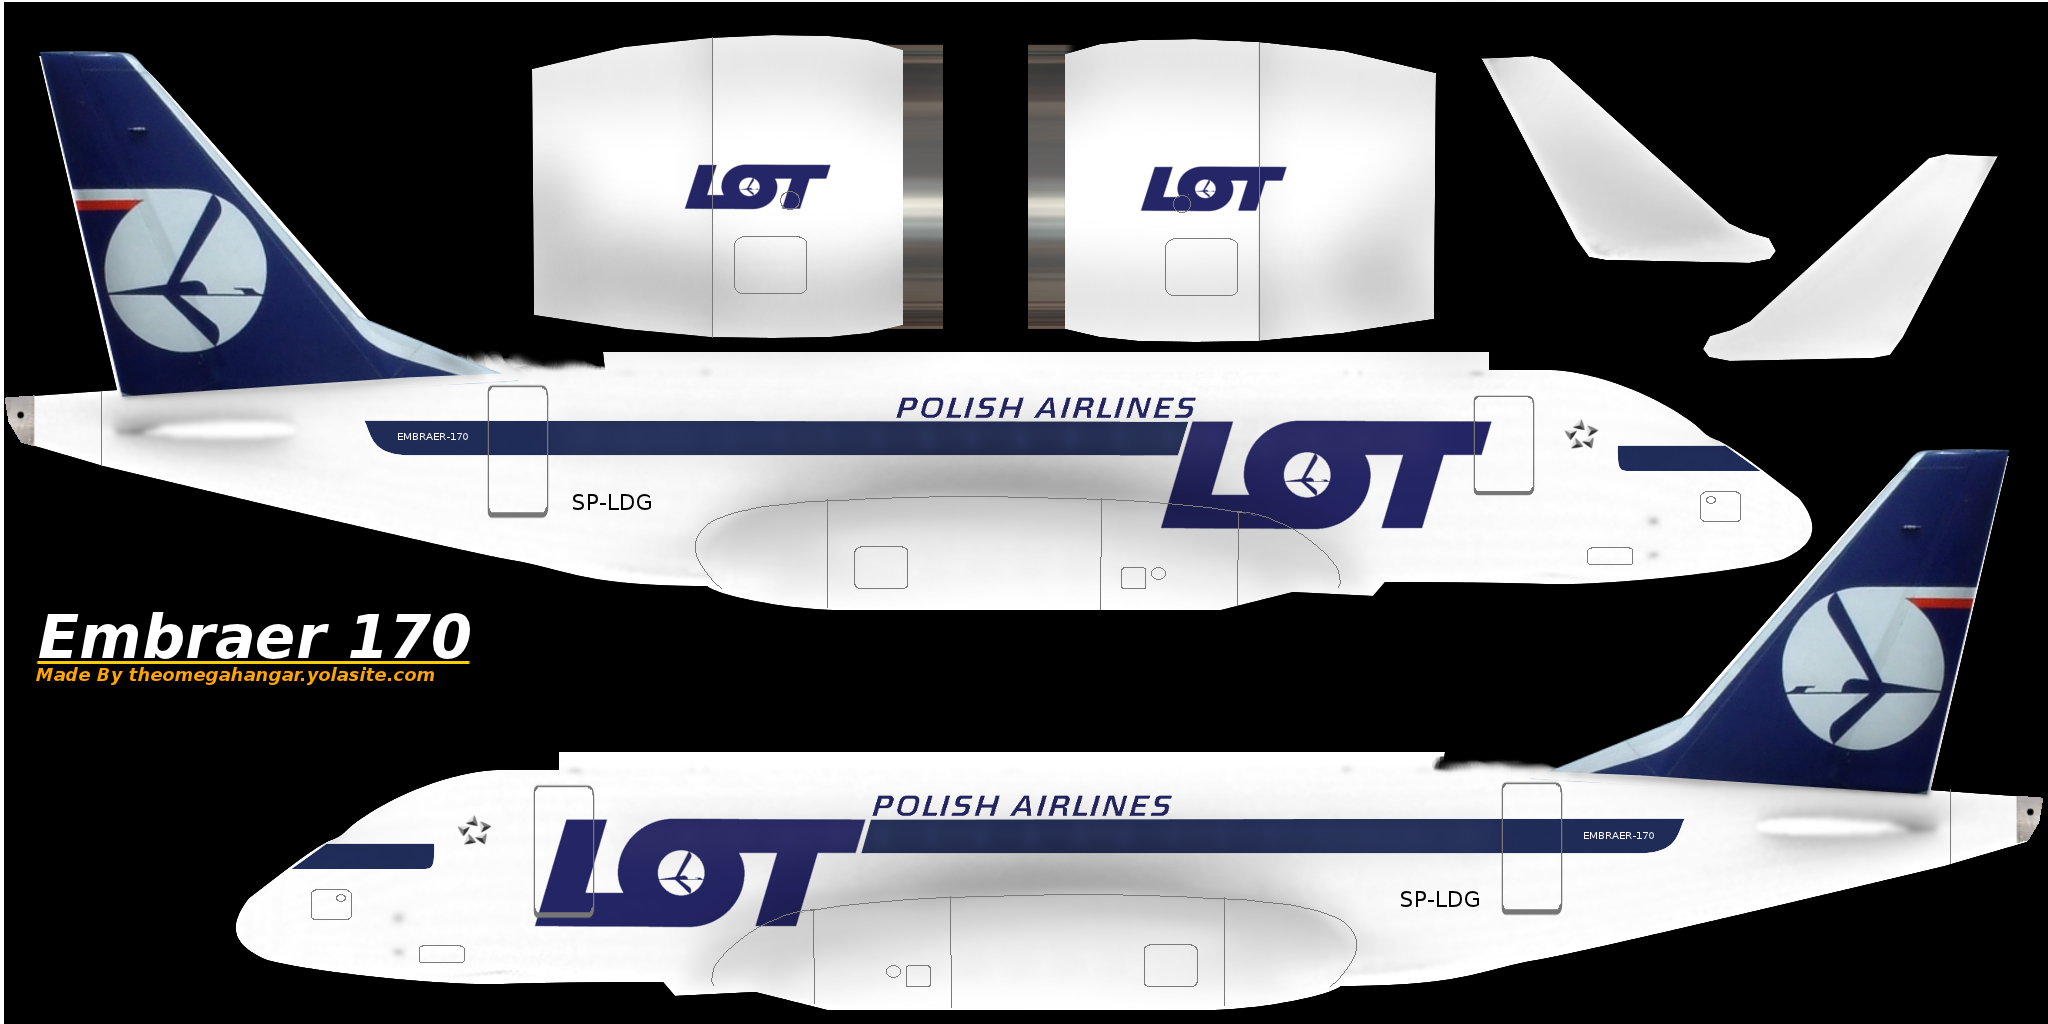 LOT
LOT
POLISH AIRLINES
EMBRAER-170
LOT
SP-LDG
Embraer 170
Made By theomegahangar.yolasite.com
POLISH AIRLINES
LOT
EMBRAER-170
SP-LDG